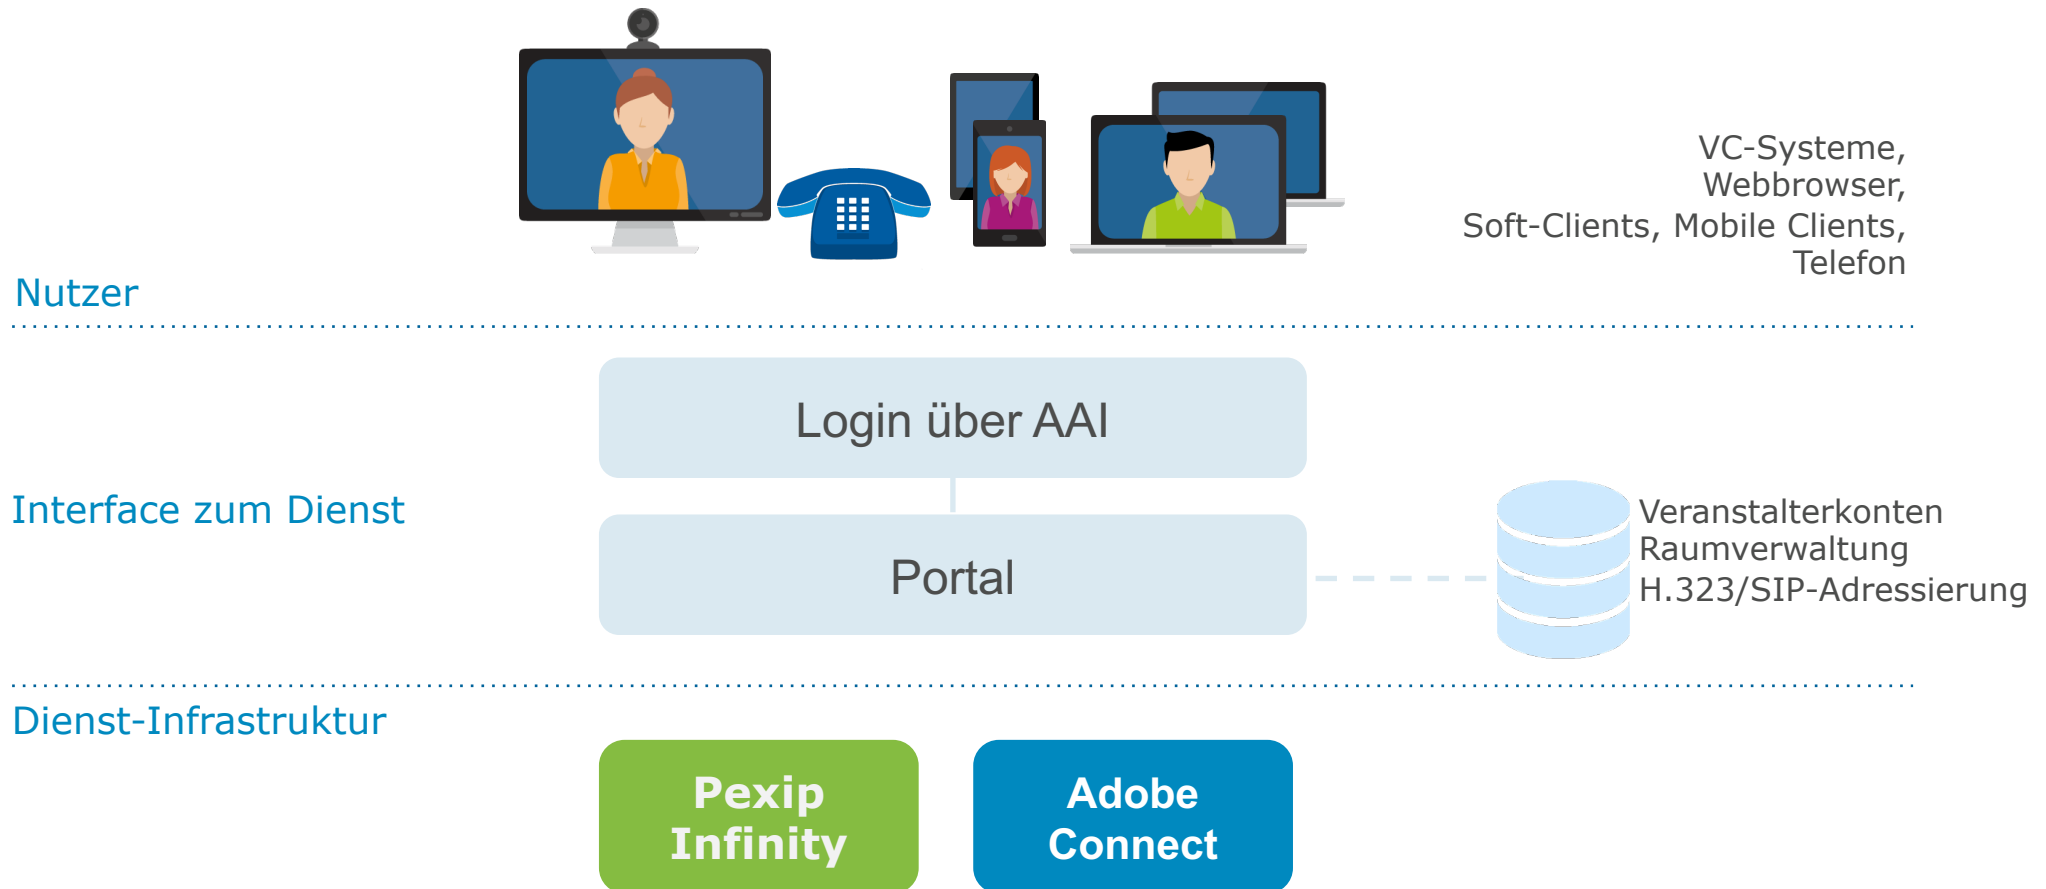 VC-Systeme,
Webbrowser,
Soft-Clients, Mobile Clients,
Telefon
Nutzer
Login über AAI
Interface zum Dienst
Portal
Veranstalterkonten
Raumverwaltung
H.323/SIP-Adressierung
Dienst-Infrastruktur
Pexip
Infinity
Adobe
Connect